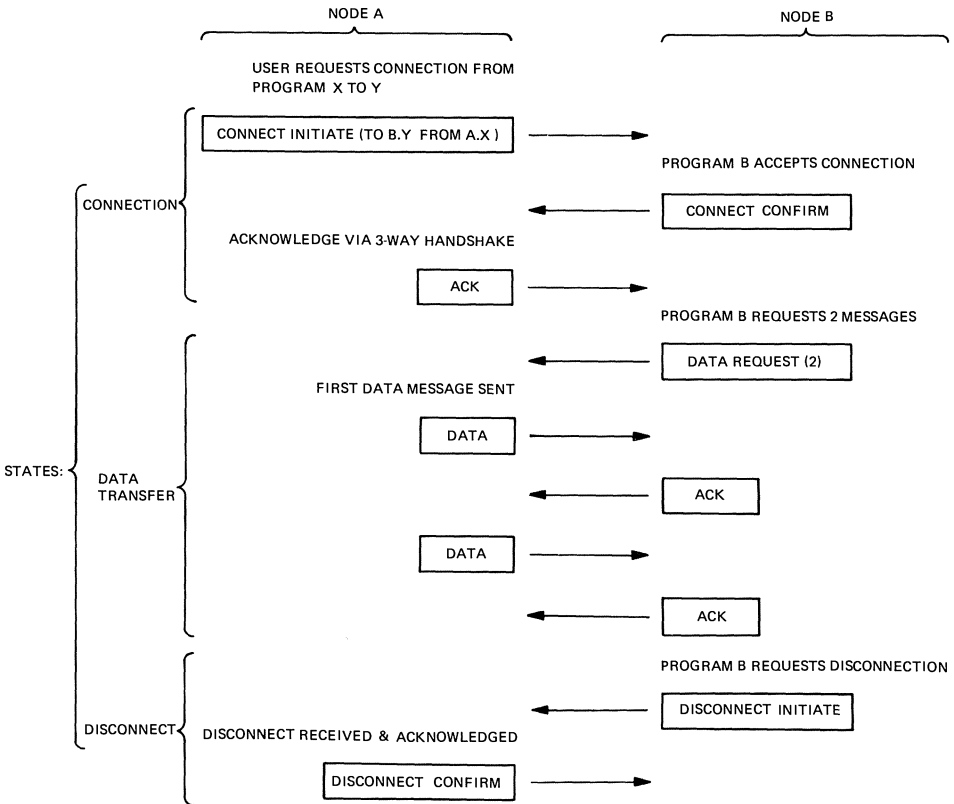 NODE A
NODE B
USER REQUESTS CONNECTION FROM
PROGRAM X TO Y
CONNECT INITIATE (TO B.Y FROM A.X )
PROGRAM B ACCEPTS CONNECTION
CONNECTION
CONNECT CONFIRM
ACKNOWLEDGE VIA 3-WAY HANDSHAKE
ACK
PROGRAM B REQUESTS 2 MESSAGES
DATA REQUEST (2)
FIRST DATA MESSAGE SENT
DATA
STATES:
DATA
TRANSFER
ACK
DATA
ACK
PROGRAM B REQUESTS DISCONNECTION
DISCONNECT INITIATE
DISCONNECT
DISCONNECT RECEIVED & ACKNOWLEDGED
DISCONNECT CONFIRM